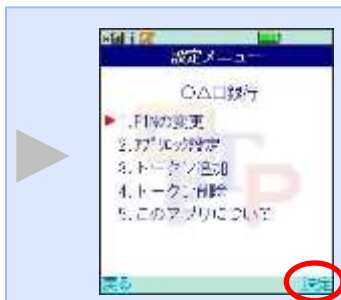 設定メニュー
○△口銀行
1.PINの変更
2.ｱﾌﾟﾘﾛｯｸ設定
3.トークン追加
4.トークン削除
5.このアプリについて
戻る